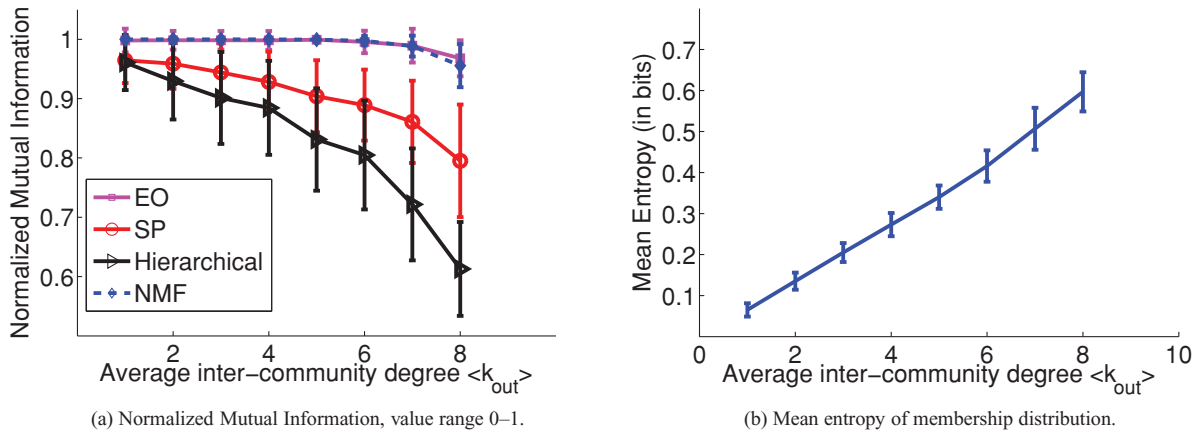 Normalized Mutual Information
1
0.9
0.8
0.7
0.6
EO
SP
Hierarchical
NMF
2 4 6 8
Average inter-community degree <k_out>
(a) Normalized Mutual Information, value range 0–1.
Mean Entropy (in bits)
0.7
0.6
0.5
0.4
0.3
0.2
0.1
0 2 4 6 8 10
Average inter-community degree <k_out>
(b) Mean entropy of membership distribution.